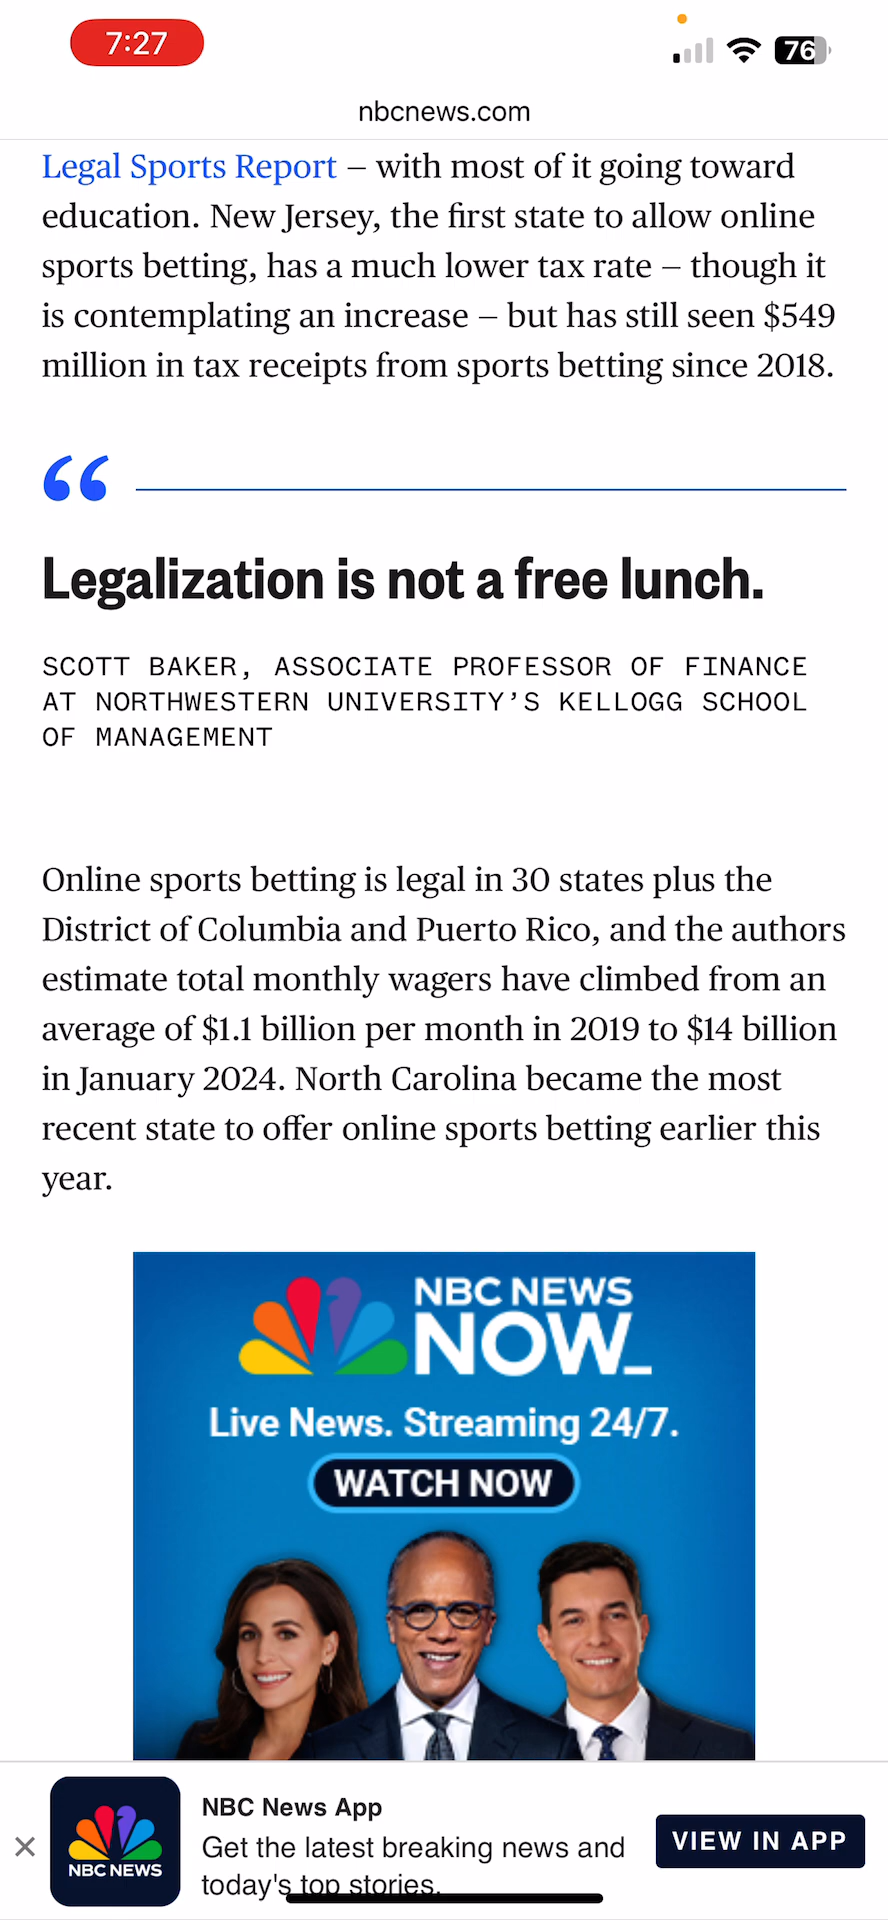 7:27
76
nbcnews.com
Legal Sports Report – with most of it going toward
education. New Jersey, the first state to allow online
sports betting, has a much lower tax rate – though it
is contemplating an increase – but has still seen $549
million in tax receipts from sports betting since 2018.
“
Legalization is not a free lunch.
SCOTT BAKER, ASSOCIATE PROFESSOR OF FINANCE
AT NORTHWESTERN UNIVERSITY’S KELLOGG SCHOOL
OF MANAGEMENT
Online sports betting is legal in 30 states plus the
District of Columbia and Puerto Rico, and the authors
estimate total monthly wagers have climbed from an
average of $1.1 billion per month in 2019 to $14 billion
in January 2024. North Carolina became the most
recent state to offer online sports betting earlier this
year.
NBC NEWS
NOW_
Live News. Streaming 24/7.
WATCH NOW
NBC News App
Get the latest breaking news and
today's top stories.
NBC NEWS
VIEW IN APP